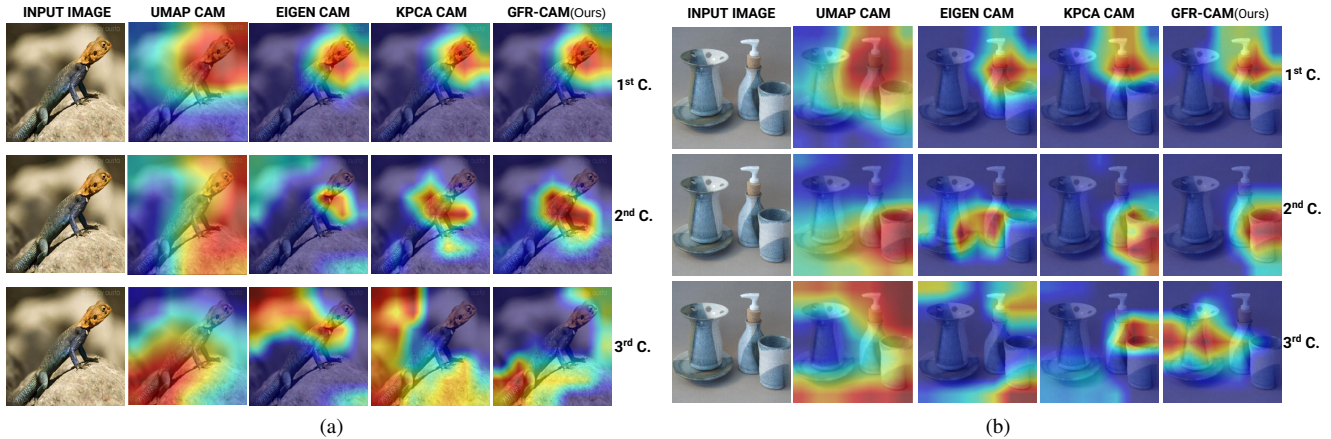 INPUT IMAGE UMAP CAM EIGEN CAM KPCA CAM GFR-CAM(Ours)
1st C.
2nd C.
3rd C.
(a)
INPUT IMAGE UMAP CAM EIGEN CAM KPCA CAM GFR-CAM(Ours)
1st C.
2nd C.
3rd C.
(b)